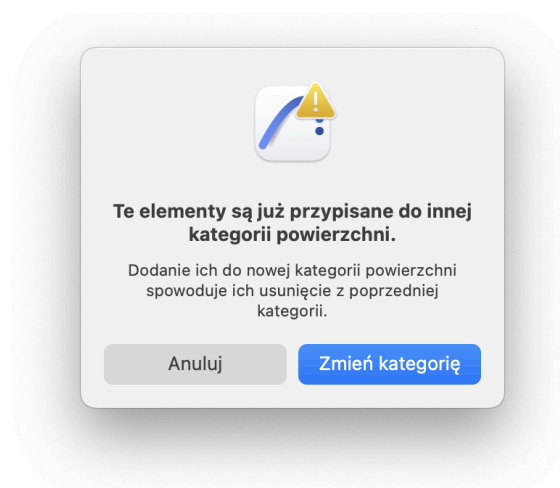 Te elementy są już przypisane do innej
kategorii powierzchni.
Dodanie ich do nowej kategorii powierzchni
spowoduje ich usunięcie z poprzedniej
kategorii.
Anuluj
Zmień kategorię